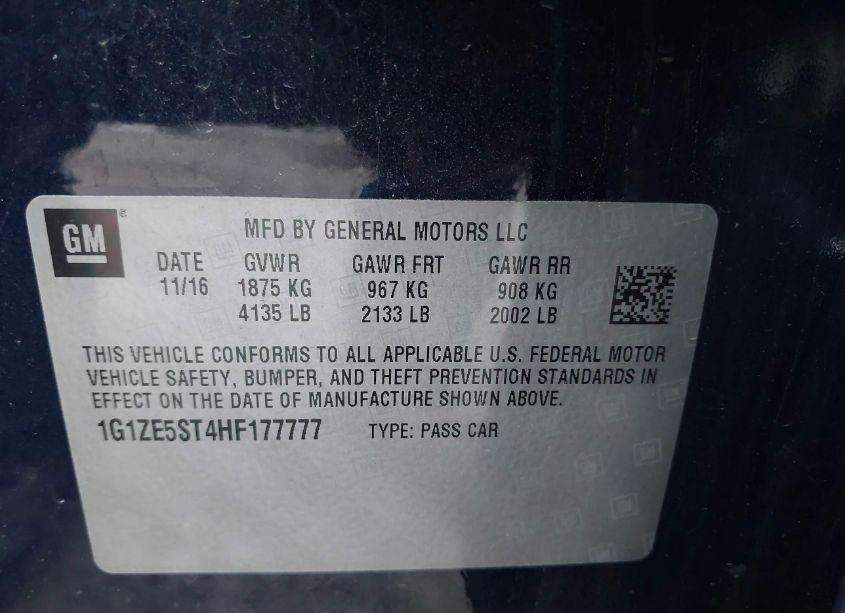 GM
MFD BY GENERAL MOTORS LLC
DATE GVWR GAWR FRT GAWR RR
11/16 1875 KG 967 KG 908 KG
4135 LB 2133 LB 2002 LB
THIS VEHICLE CONFORMS TO ALL APPLICABLE U.S. FEDERAL MOTOR
VEHICLE SAFETY, BUMPER, AND THEFT PREVENTION STANDARDS IN
EFFECT ON THE DATE OF MANUFACTURE SHOWN ABOVE.
1G1ZE5ST4HF177777 TYPE: PASS CAR